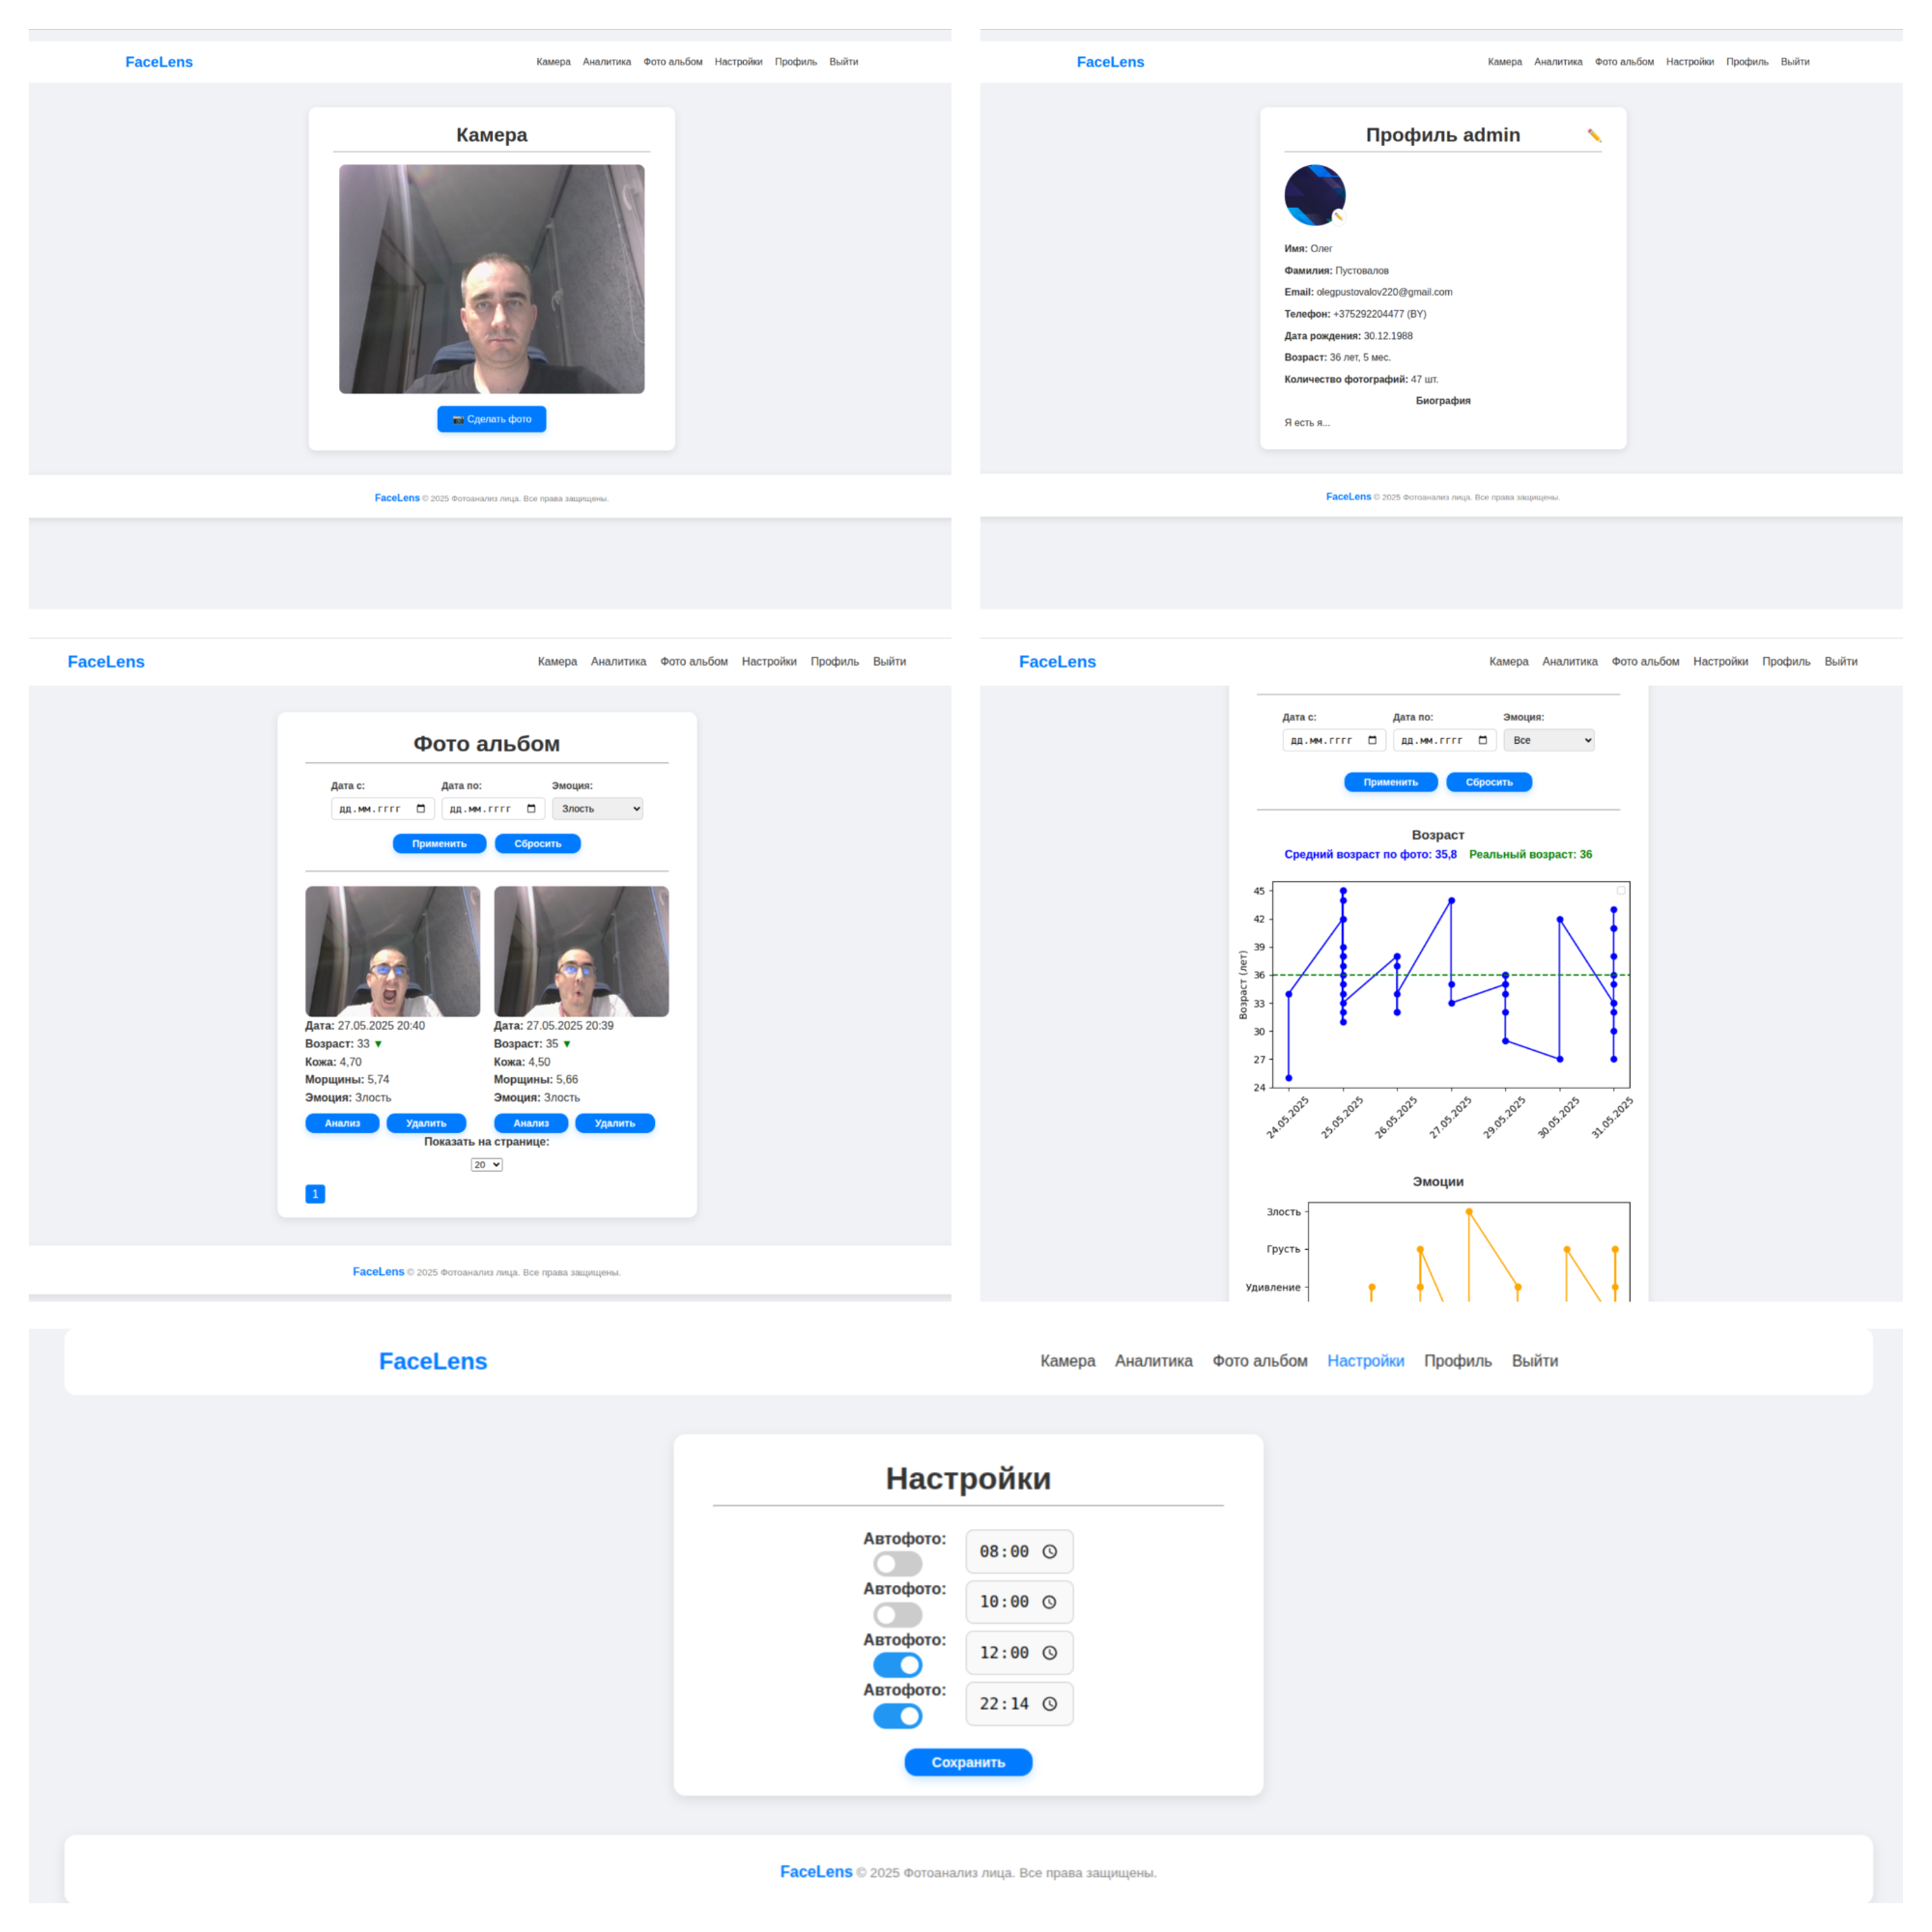 FaceLens Камера Аналитика Фото альбом Настройки Профиль Выйти
Камера
📷 Сделать фото
FaceLens © 2025 Фотоанализ лица. Все права защищены.
FaceLens Камера Аналитика Фото альбом Настройки Профиль Выйти
Профиль admin
Имя: Олег
Фамилия: Пустовалов
Email: olegpustovalov220@gmail.com
Телефон: +375292204477 (BY)
Дата рождения: 30.12.1988
Возраст: 36 лет, 5 мес.
Количество фотографий: 47 шт.
Биография
Я есть я...
FaceLens © 2025 Фотоанализ лица. Все права защищены.
FaceLens Камера Аналитика Фото альбом Настройки Профиль Выйти
Фото альбом
Дата с: Дата по: Эмоция:
дд.мм.гггг дд.мм.гггг Злость
Применить Сбросить
Дата: 27.05.2025 20:40
Возраст: 33 ▼
Кожа: 4,70
Морщины: 5,74
Эмоция: Злость
Анализ Удалить
Дата: 27.05.2025 20:39
Возраст: 35 ▼
Кожа: 4,50
Морщины: 5,66
Эмоция: Злость
Анализ Удалить
Показать на странице:
20
1
FaceLens © 2025 Фотоанализ лица. Все права защищены.
FaceLens Камера Аналитика Фото альбом Настройки Профиль Выйти
Дата с: Дата по: Эмоция:
дд.мм.гггг дд.мм.гггг Все
Применить Сбросить
Возраст
Средний возраст по фото: 35,8 Реальный возраст: 36
Возраст (лет)
45
42
39
36
33
30
27
24
24.05.2025 25.05.2025 26.05.2025 27.05.2025 29.05.2025 30.05.2025 31.05.2025
Эмоции
Злость
Грусть
Удивление
FaceLens Камера Аналитика Фото альбом Настройки Профиль Выйти
Настройки
Автофото: 08:00
Автофото: 10:00
Автофото: 12:00
Автофото: 22:14
Сохранить
FaceLens © 2025 Фотоанализ лица. Все права защищены.